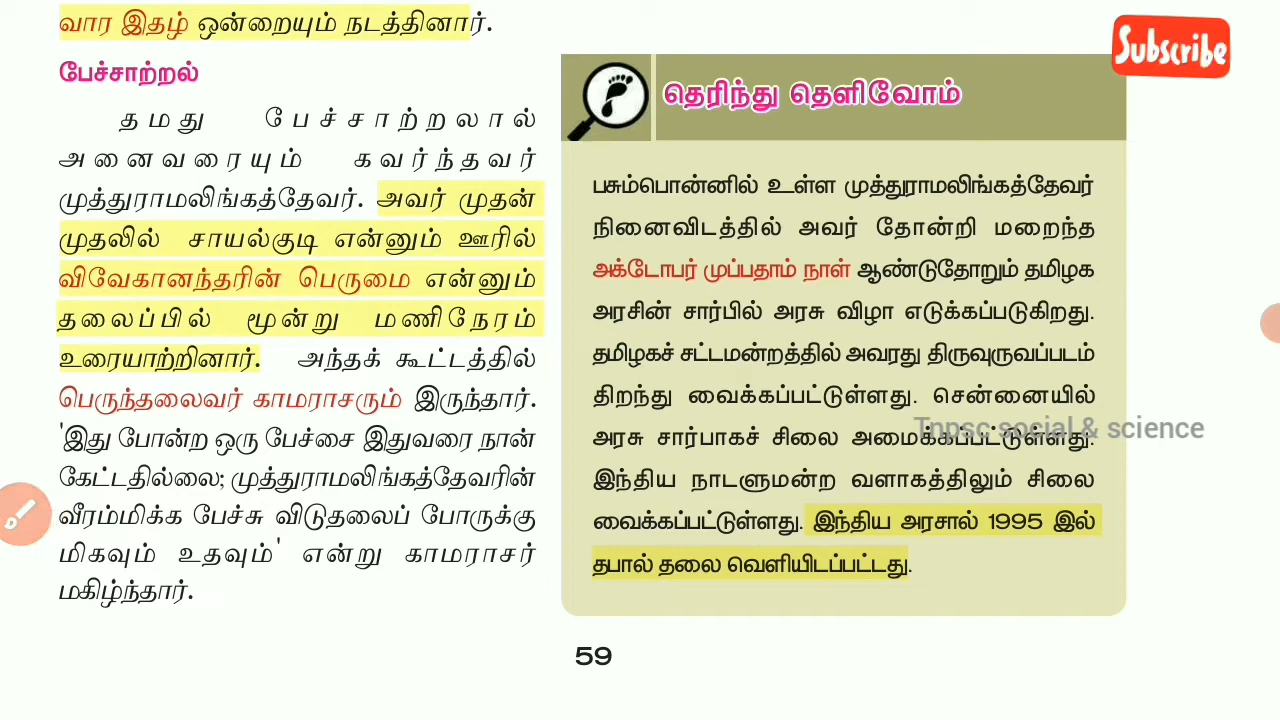 வார இதழ் ஒன்றையும் நடத்தினார்.
பேச்சாற்றல்
தமது பேச்சாற்றலால்
அனைவரையும் கவர்ந்தவர்
முத்துராமலிங்கத்தேவர். அவர் முதன்
முதலில் சாயல்குடி என்னும் ஊரில்
விவேகானந்தரின் பெருமை என்னும்
தலைப்பில் மூன்று மணிநேரம்
உரையாற்றினார். அந்தக் கூட்டத்தில்
பெருந்தலைவர் காமராசரும் இருந்தார்.
'இது போன்ற ஒரு பேச்சை இதுவரை நான்
கேட்டதில்லை; முத்துராமலிங்கத்தேவரின்
வீரம்மிக்க பேச்சு விடுதலைப் போருக்கு
மிகவும் உதவும்' என்று காமராசர்
மகிழ்ந்தார்.
Subscribe
தெரிந்து தெளிவோம்
பசும்பொன்னில் உள்ள முத்துராமலிங்கத்தேவர்
நினைவிடத்தில் அவர் தோன்றி மறைந்த
அக்டோபர் முப்பதாம் நாள் ஆண்டுதோறும் தமிழக
அரசின் சார்பில் அரசு விழா எடுக்கப்படுகிறது.
தமிழகச் சட்டமன்றத்தில் அவரது திருவுருவப்படம்
திறந்து வைக்கப்பட்டுள்ளது. சென்னையில்
அரசு சார்பாகச் சிலை அமைக்கப்பட்டுள்ளது.
Tnpsc social & science
இந்திய நாடளுமன்ற வளாகத்திலும் சிலை
வைக்கப்பட்டுள்ளது. இந்திய அரசால் 1995 இல்
தபால் தலை வெளியிடப்பட்டது.
59